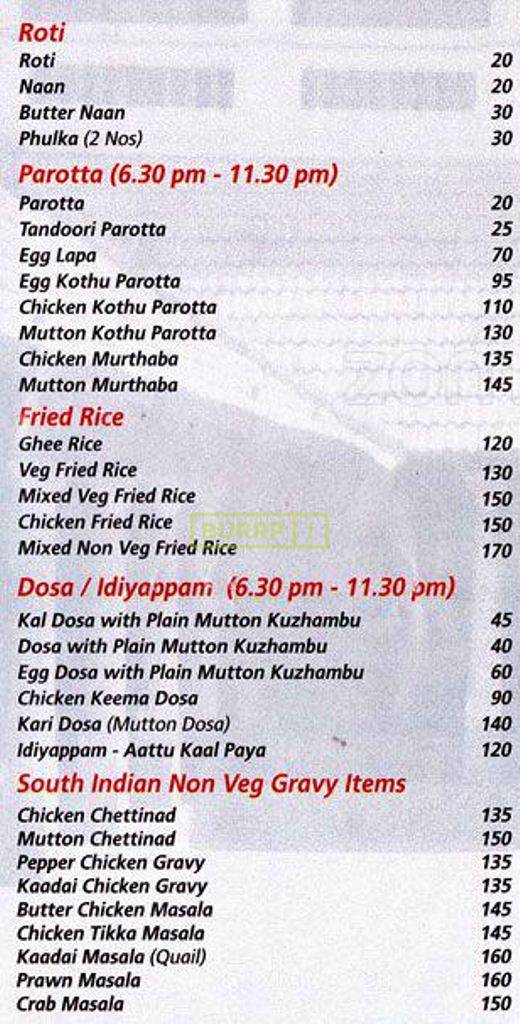 Roti
Roti 20
Naan 20
Butter Naan 30
Phulka (2 Nos) 30
Parotta (6.30 pm - 11.30 pm)
Parotta 20
Tandoori Parotta 25
Egg Lapa 70
Egg Kothu Parotta 95
Chicken Kothu Parotta 110
Mutton Kothu Parotta 130
Chicken Murthaba 135
Mutton Murthaba 145
Fried Rice
Ghee Rice 120
Veg Fried Rice 130
Mixed Veg Fried Rice 150
Chicken Fried Rice 150
BURRP!
Mixed Non Veg Fried Rice 170
Dosa / Idiyappam (6.30 pm - 11.30 pm)
Kal Dosa with Plain Mutton Kuzhambu 45
Dosa with Plain Mutton Kuzhambu 40
Egg Dosa with Plain Mutton Kuzhambu 60
Chicken Keema Dosa 90
Kari Dosa (Mutton Dosa) 140
Idiyappam - Aattu Kaal Paya 120
South Indian Non Veg Gravy Items
Chicken Chettinad 135
Mutton Chettinad 150
Pepper Chicken Gravy 135
Kaadai Chicken Gravy 135
Butter Chicken Masala 145
Chicken Tikka Masala 145
Kaadai Masala (Quail) 160
Prawn Masala 160
Crab Masala 150